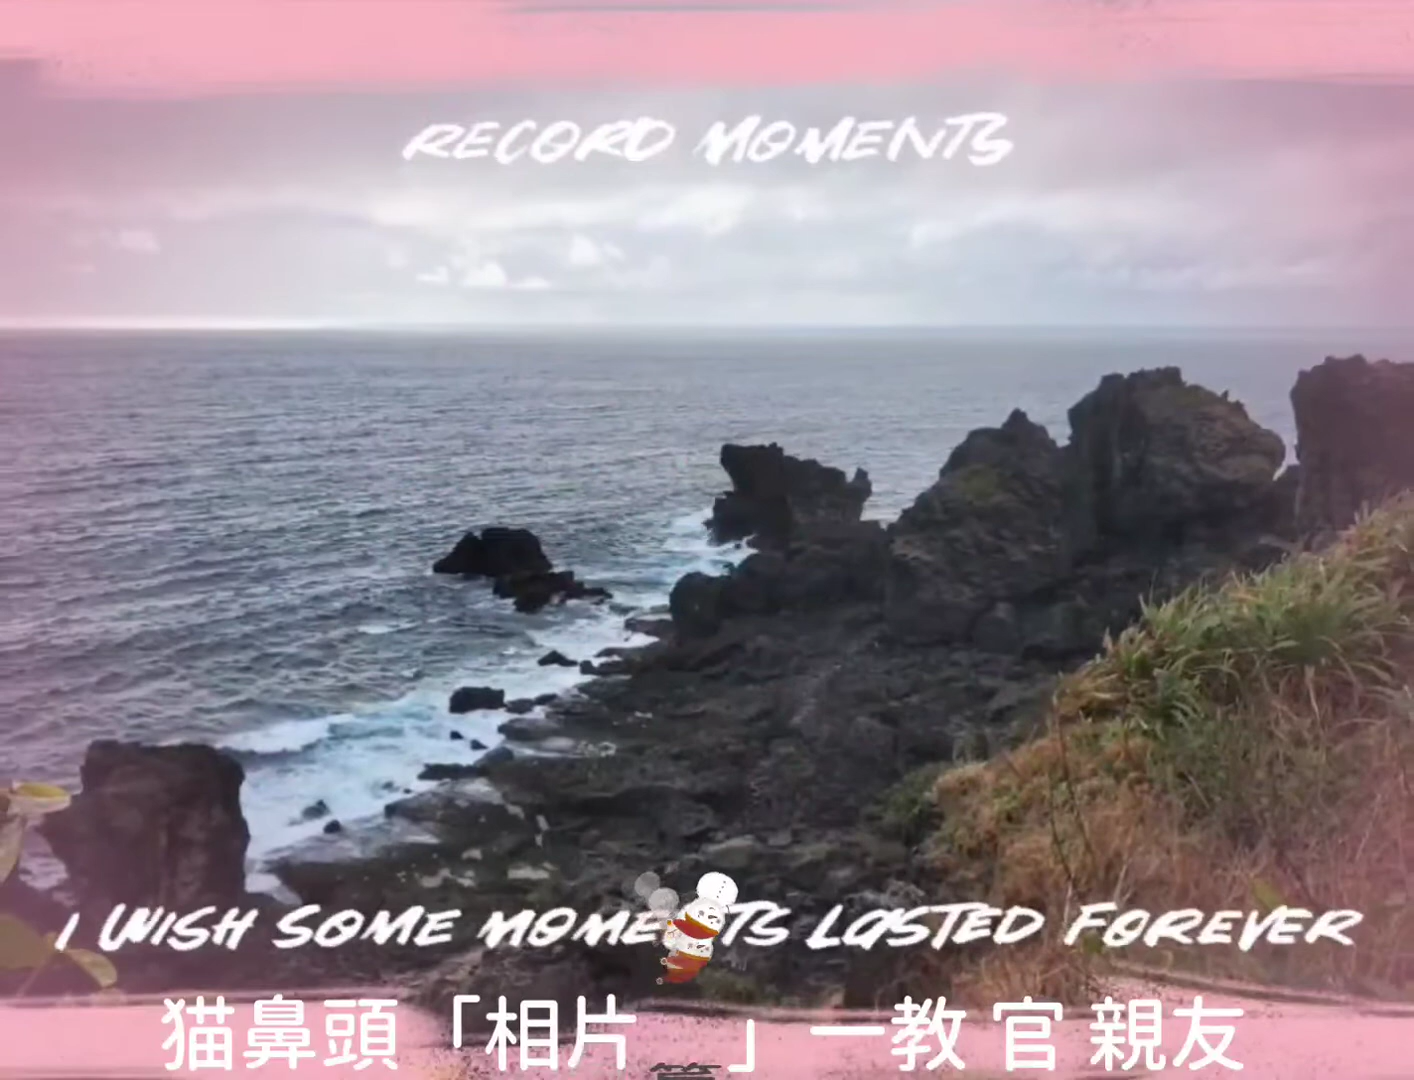 RECORD MOMENTS
I WISH SOME MOMENTS LASTED FOREVER
猫鼻頭「相片 」一教 官 親友